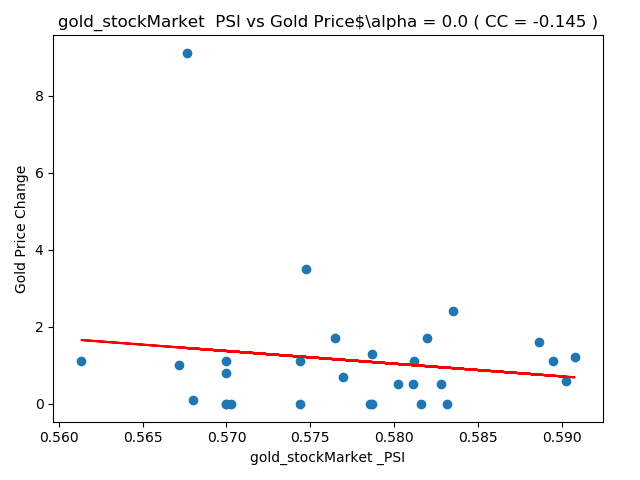 gold_stockMarket  PSI vs Gold Price$\alpha = 0.0 ( CC = -0.145 )
8
6
4
2
0
Gold Price Change
0.560 0.565 0.570 0.575 0.580 0.585 0.590
gold_stockMarket _PSI